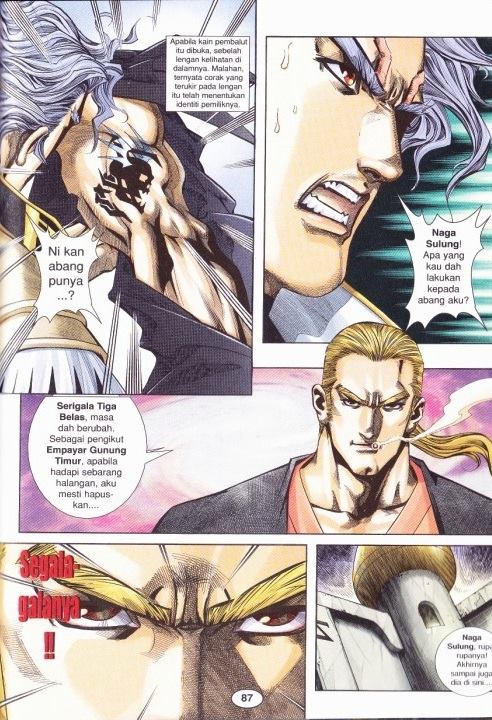 Apabila kain pembalut
itu dibuka, sebelah
lengan kelihatan di
dalamnya. Malahan,
ternyata corak yang
terukir pada lengan
itu telah menentukan
identiti pemiliknya.
Ni kan
abang
punya
...?
Naga
Sulung!
Apa yang
kau dah
lakukan
kepada
abang aku?
Serigala Tiga
Belas, masa
dah berubah.
Sebagai pengikut
Empayar Gunung
Timur, apabila
hadapi sebarang
halangan, aku
mesti hapus-
kan....
Segala-
galanya
!!
Naga
Sulung, rupa
rupanya!
Akhirnya
sampai juga
dia di sini....
87